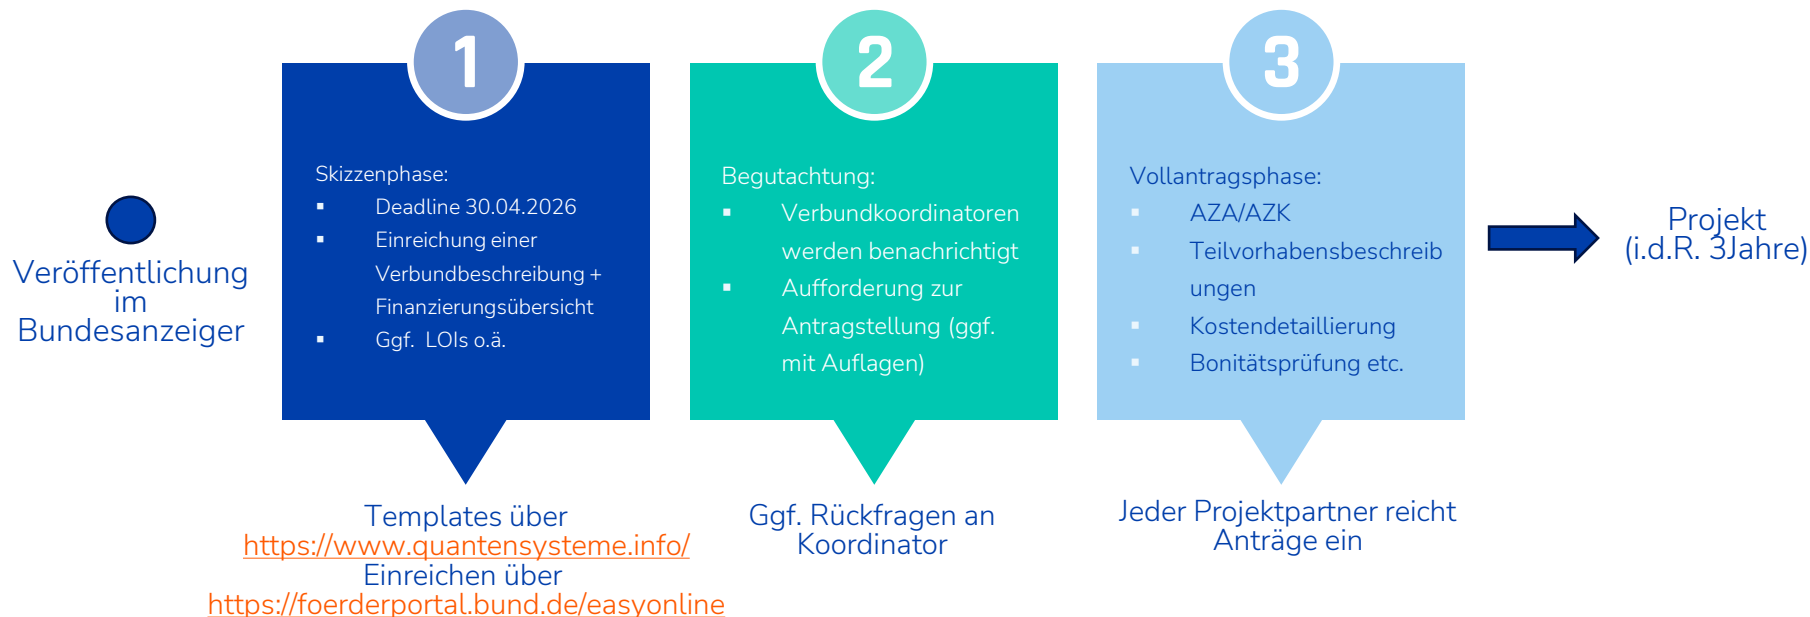 Veröffentlichung
im
Bundesanzeiger
1
Skizzenphase:
▪ Deadline 30.04.2026
▪ Einreichung einer
Verbundbeschreibung +
Finanzierungsübersicht
▪ Ggf. LOIs o.ä.
Templates über
https://www.quantensysteme.info/
Einreichen über
https://foerderportal.bund.de/easyonline
2
Begutachtung:
▪ Verbundkoordinatoren
werden benachrichtigt
▪ Aufforderung zur
Antragstellung (ggf.
mit Auflagen)
Ggf. Rückfragen an
Koordinator
3
Vollantragsphase:
▪ AZA/AZK
▪ Teilvorhabensbeschreib
ungen
▪ Kostendetaillierung
▪ Bonitätsprüfung etc.
Jeder Projektpartner reicht
Anträge ein
Projekt
(i.d.R. 3Jahre)